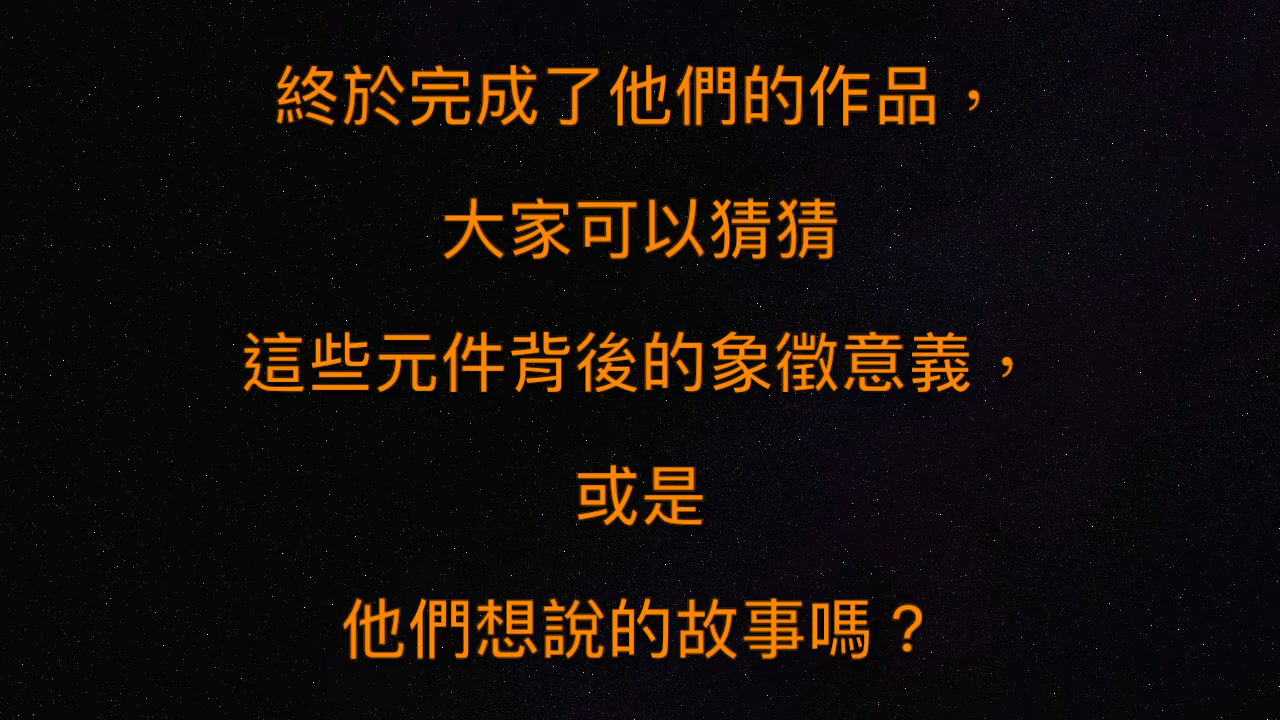 終於完成了他們的作品，
大家可以猜猜
這些元件背後的象徵意義，
或是
他們想說的故事嗎？